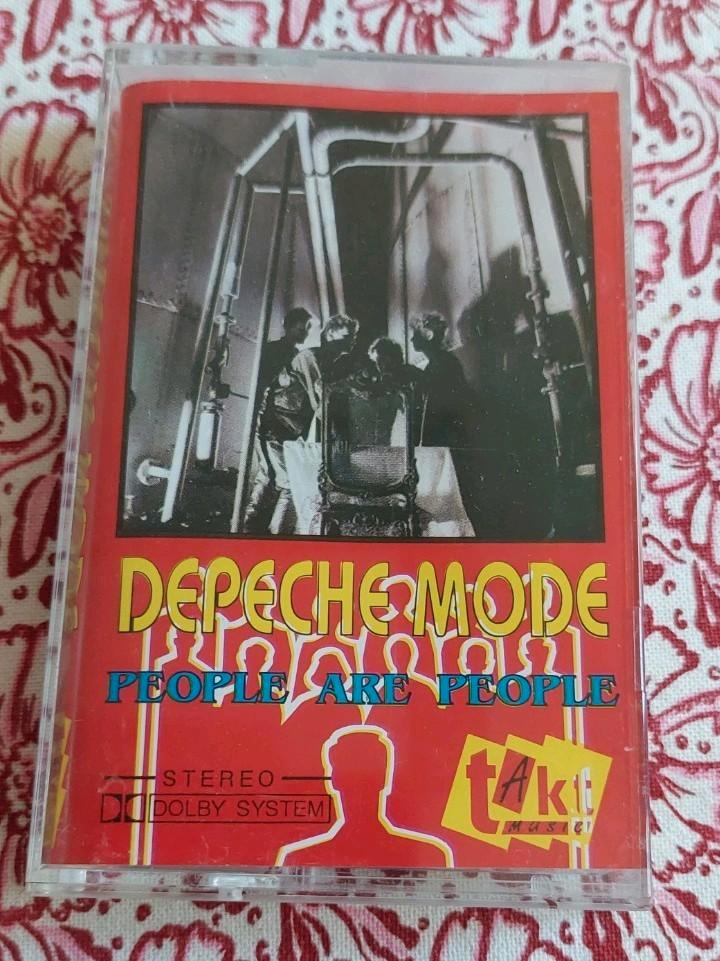 DEPECHE MODE
PEOPLE ARE PEOPLE
STEREO
DOLBY SYSTEM
tAkt
MUSIC